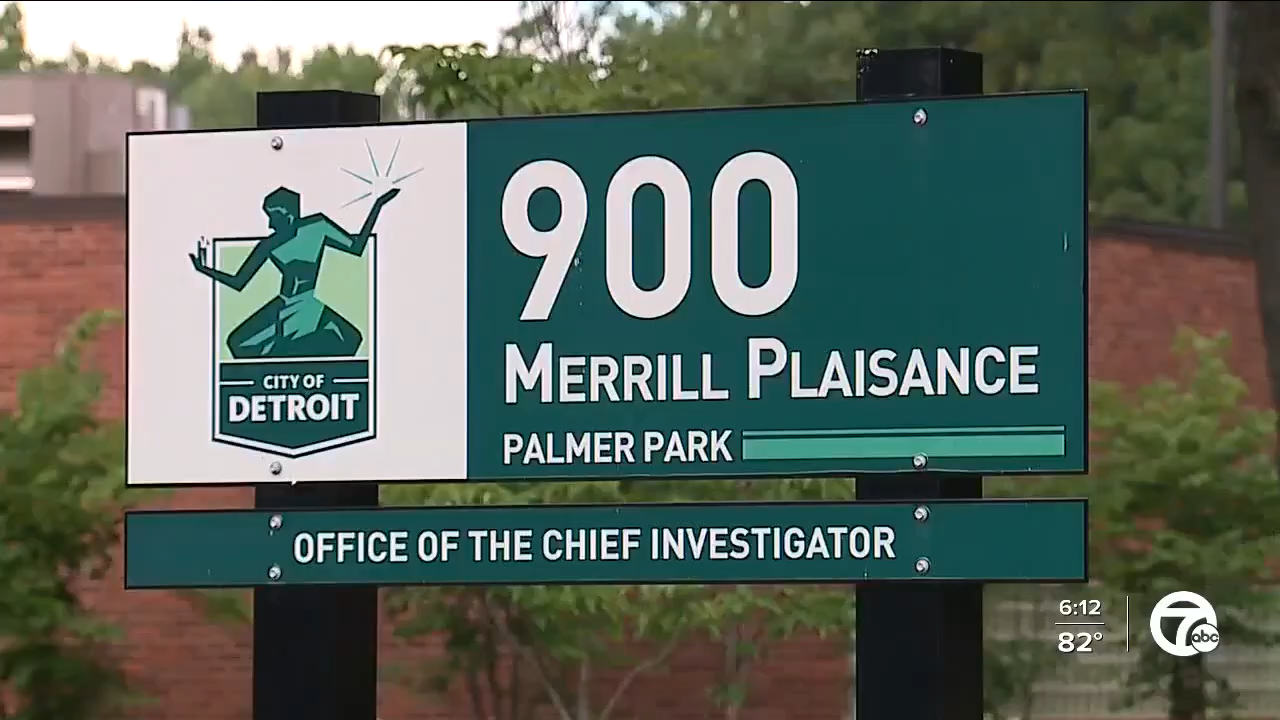 900
MERRILL PLAISANCE
PALMER PARK
CITY OF
DETROIT
OFFICE OF THE CHIEF INVESTIGATOR
6:12
82°
7
abc